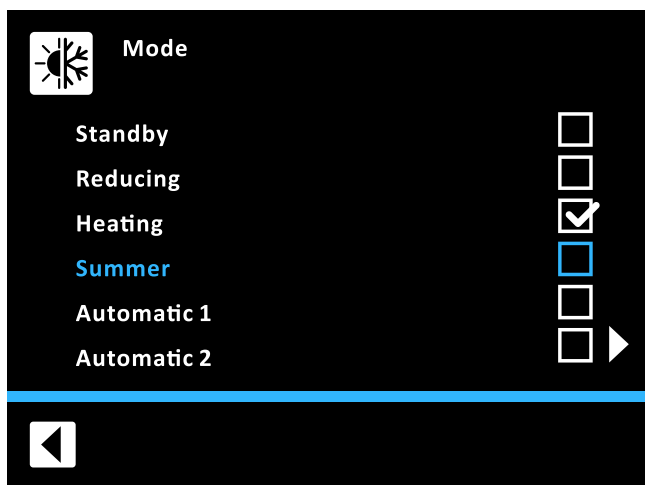 Mode
Standby
Reducing
Heating
Summer
Automatic 1
Automatic 2